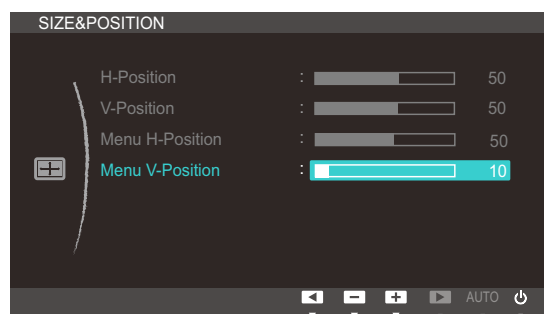 SIZE&POSITION
H-Position : 50
V-Position : 50
Menu H-Position : 50
Menu V-Position : 10
AUTO